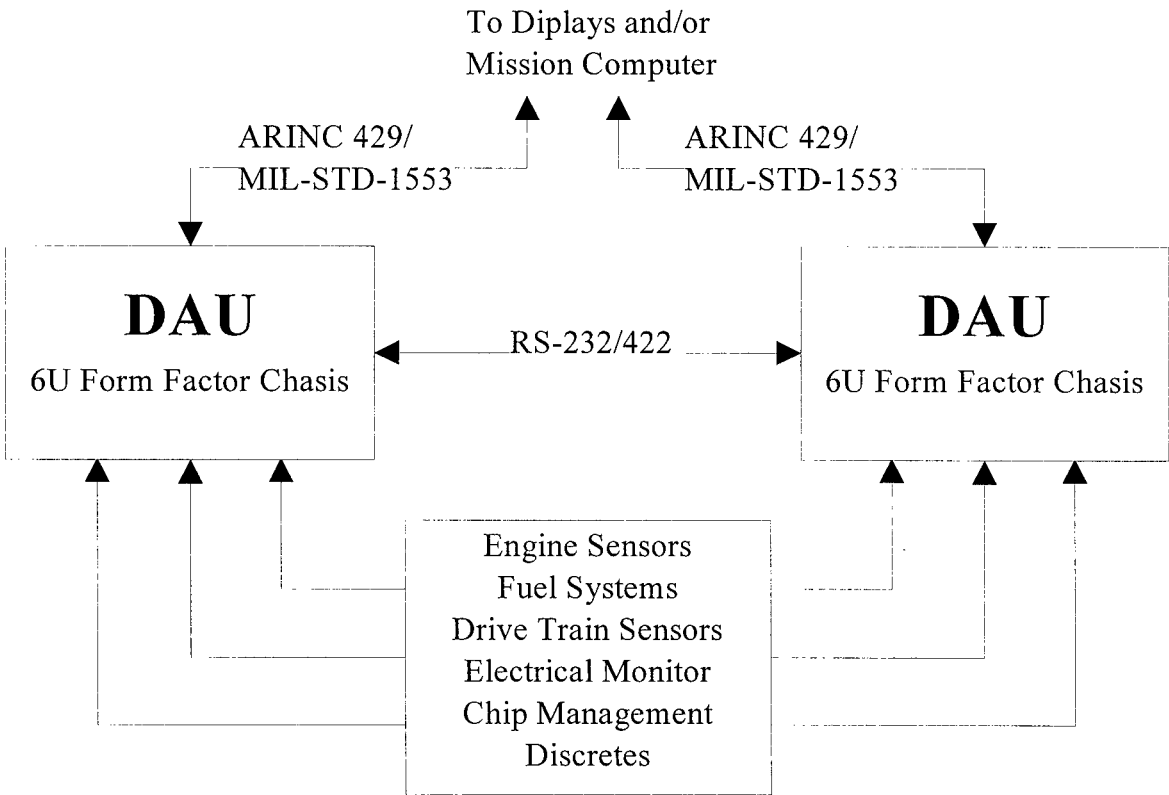 To Diplays and/or
Mission Computer
ARINC 429/
MIL-STD-1553
ARINC 429/
MIL-STD-1553
DAU
6U Form Factor Chasis
RS-232/422
DAU
6U Form Factor Chasis
Engine Sensors
Fuel Systems
Drive Train Sensors
Electrical Monitor
Chip Management
Discretes